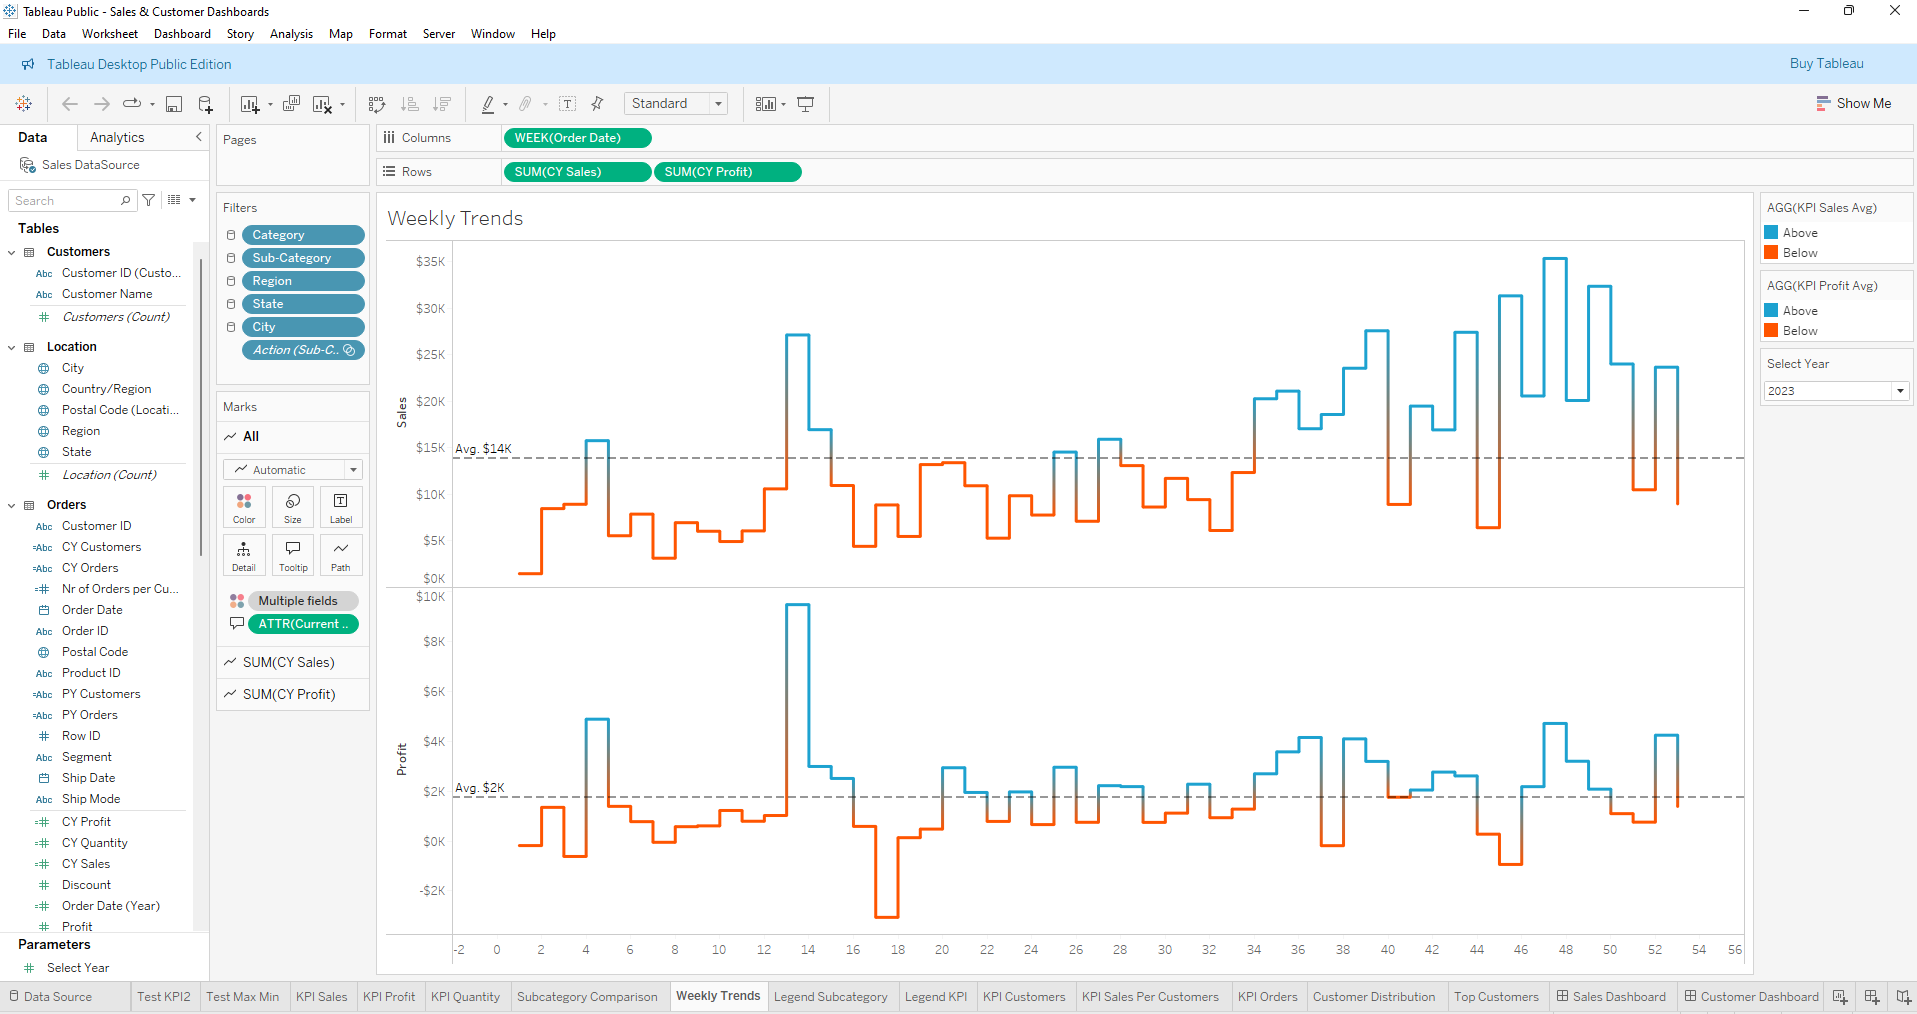 Tableau Public - Sales & Customer Dashboards
File Data Worksheet Dashboard Story Analysis Map Format Server Window Help
Tableau Desktop Public Edition
Buy Tableau
Standard
Show Me
Data Analytics
Sales DataSource
Search
Tables
Customers
Abc Customer ID (Custo...
Abc Customer Name
Customers (Count)
Location
City
Country/Region
Postal Code (Locati...
Region
State
Location (Count)
Orders
Abc Customer ID
=Abc CY Customers
=Abc CY Orders
Nr of Orders per Cu...
Order Date
Abc Order ID
Postal Code
Abc Product ID
=Abc PY Customers
=Abc PY Orders
Row ID
Abc Segment
Ship Date
Abc Ship Mode
CY Profit
CY Quantity
CY Sales
Discount
Order Date (Year)
Profit
Parameters
Select Year
Pages
Filters
Category
Sub-Category
Region
State
City
Action (Sub-C..
Marks
All
Automatic
Color Size Label
Detail Tooltip Path
Multiple fields
ATTR(Current ..
SUM(CY Sales)
SUM(CY Profit)
Columns WEEK(Order Date)
Rows SUM(CY Sales) SUM(CY Profit)
Weekly Trends
Sales
$35K
$30K
$25K
$20K
$15K
$10K
$5K
$0K
Avg. $14K
Profit
$10K
$8K
$6K
$4K
$2K
$0K
-$2K
Avg. $2K
-2 0 2 4 6 8 10 12 14 16 18 20 22 24 26 28 30 32 34 36 38 40 42 44 46 48 50 52 54 56
AGG(KPI Sales Avg)
Above
Below
AGG(KPI Profit Avg)
Above
Below
Select Year
2023
Data Source Test KPI2 Test Max Min KPI Sales KPI Profit KPI Quantity Subcategory Comparison Weekly Trends Legend Subcategory Legend KPI KPI Customers KPI Sales Per Customers KPI Orders Customer Distribution Top Customers Sales Dashboard Customer Dashboard